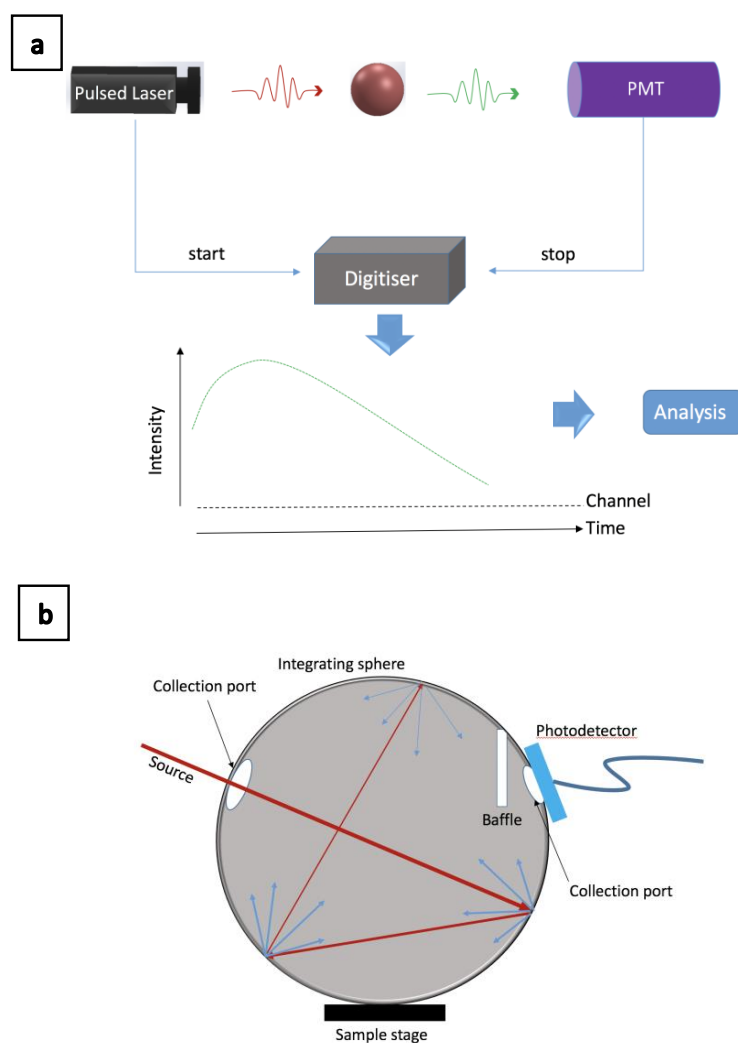 a
Pulsed Laser
PMT
start
stop
Digitiser
Intensity
Analysis
Channel
Time
b
Integrating sphere
Collection port
Photodetector
Source
Baffle
Collection port
Sample stage